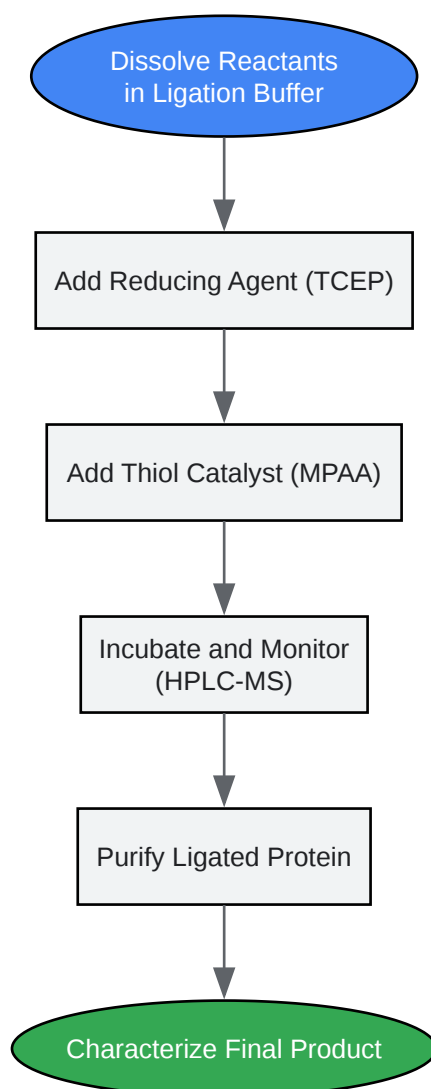 Dissolve Reactants
in Ligation Buffer
Add Reducing Agent (TCEP)
Add Thiol Catalyst (MPAA)
Incubate and Monitor
(HPLC-MS)
Purify Ligated Protein
Characterize Final Product